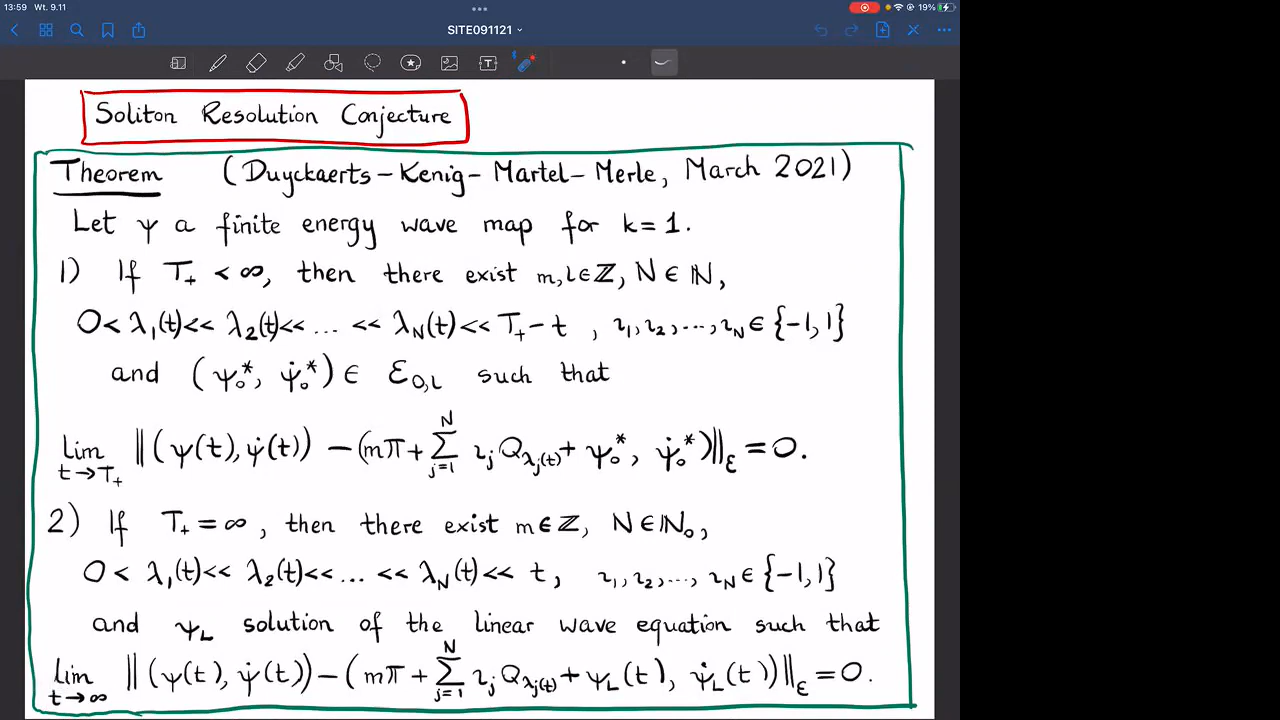 13:59 Wt. 9.11
19%
SITE091121
Soliton Resolution Conjecture
Theorem (Duyckaerts-Kenig-Martel-Merle, March 2021)
Let ψ a finite energy wave map for k=1.
1) If T₊ < ∞, then there exist m, l ∈ ℤ, N ∈ ℕ,
0 < λ₁(t) << λ₂(t) << ... << λ_N(t) << T₊ - t, ι₁, ι₂, ..., ι_N ∈ {-1, 1}
and (ψ₀*, ψ̇₀*) ∈ ℰ₀,ₗ such that
lim_{t→T₊} ‖(ψ(t), ψ̇(t)) - (mπ + ∑_{j=1}^{N} ι_j Q_{λ_j(t)} + ψ₀*, ψ̇₀*)‖_ℰ = 0.
2) If T₊ = ∞, then there exist m ∈ ℤ, N ∈ ℕ₀,
0 < λ₁(t) << λ₂(t) << ... << λ_N(t) << t, ι₁, ι₂, ..., ι_N ∈ {-1, 1}
and ψ_L solution of the linear wave equation such that
lim_{t→∞} ‖(ψ(t), ψ̇(t)) - (mπ + ∑_{j=1}^{N} ι_j Q_{λ_j(t)} + ψ_L(t), ψ̇_L(t))‖_ℰ = 0.